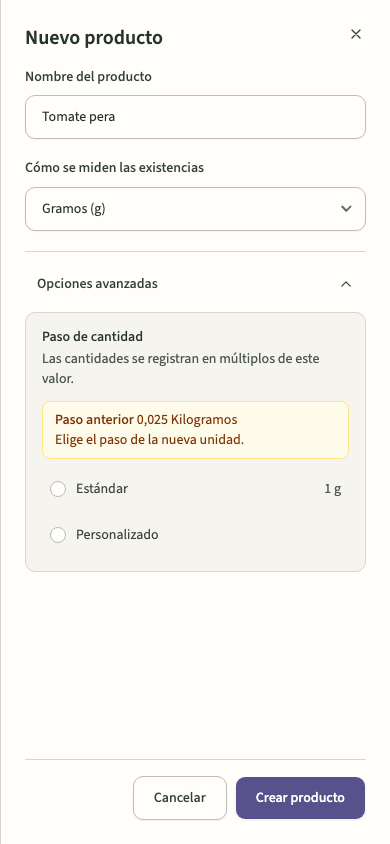 Nuevo producto
Nombre del producto
Tomate pera
Cómo se miden las existencias
Gramos (g)
Opciones avanzadas
Paso de cantidad
Las cantidades se registran en múltiplos de este
valor.
Paso anterior 0,025 Kilogramos
Elige el paso de la nueva unidad.
Estándar 1 g
Personalizado
Cancelar Crear producto